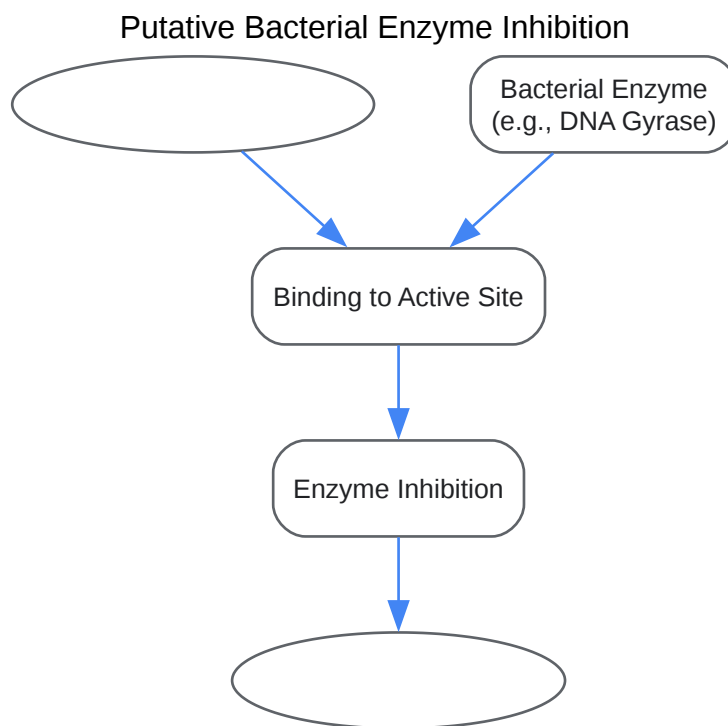 Putative Bacterial Enzyme Inhibition
Bacterial Enzyme
(e.g., DNA Gyrase)
Binding to Active Site
Enzyme Inhibition